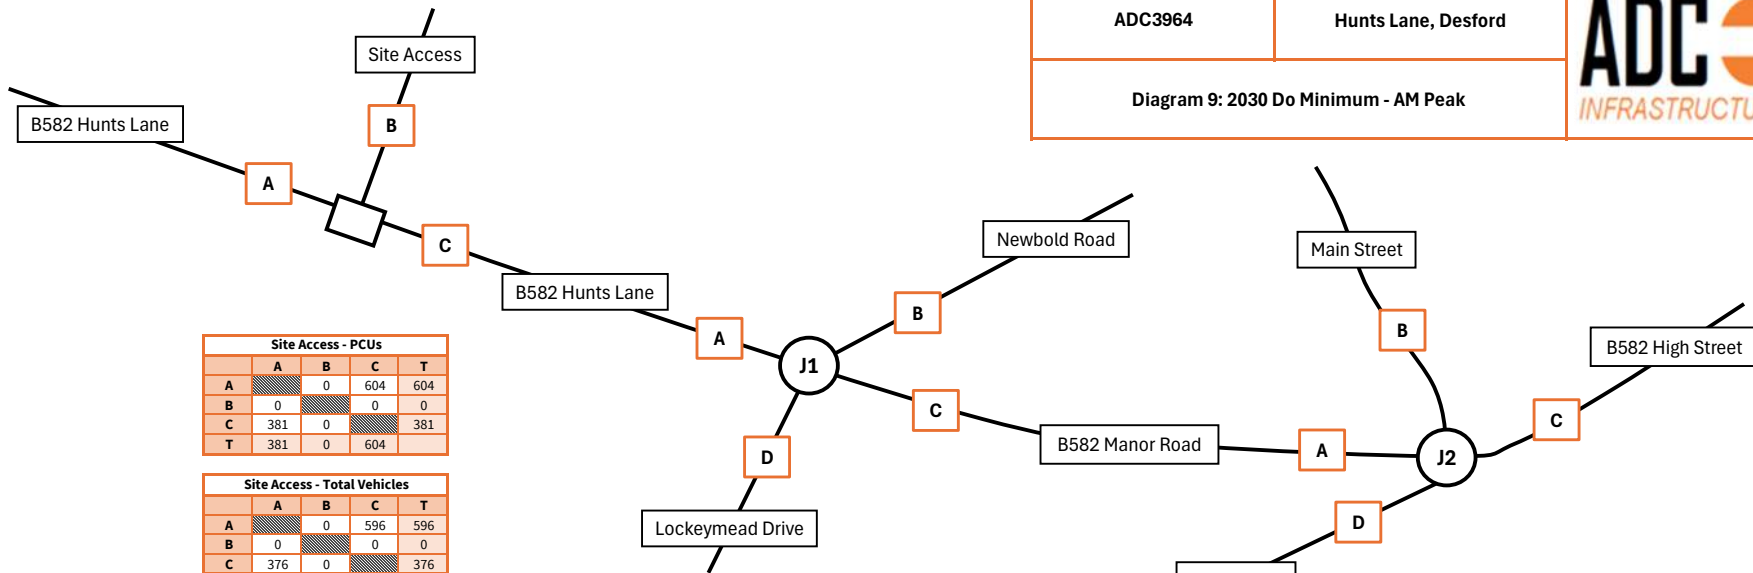 ADC3964
Hunts Lane, Desford
Diagram 9: 2030 Do Minimum - AM Peak
ADC
INFRASTRUCTU
Site Access
B582 Hunts Lane
B
A
C
B582 Hunts Lane
Newbold Road
Main Street
A
B
J1
C
D
B582 Manor Road
Lockeymead Drive
B
B582 High Street
A
J2
C
D
Site Access - PCUs
A B C T
A 0 604 604
B 0 0 0
C 381 0 381
T 381 0 604
Site Access - Total Vehicles
A B C T
A 0 596 596
B 0 0 0
C 376 0 376